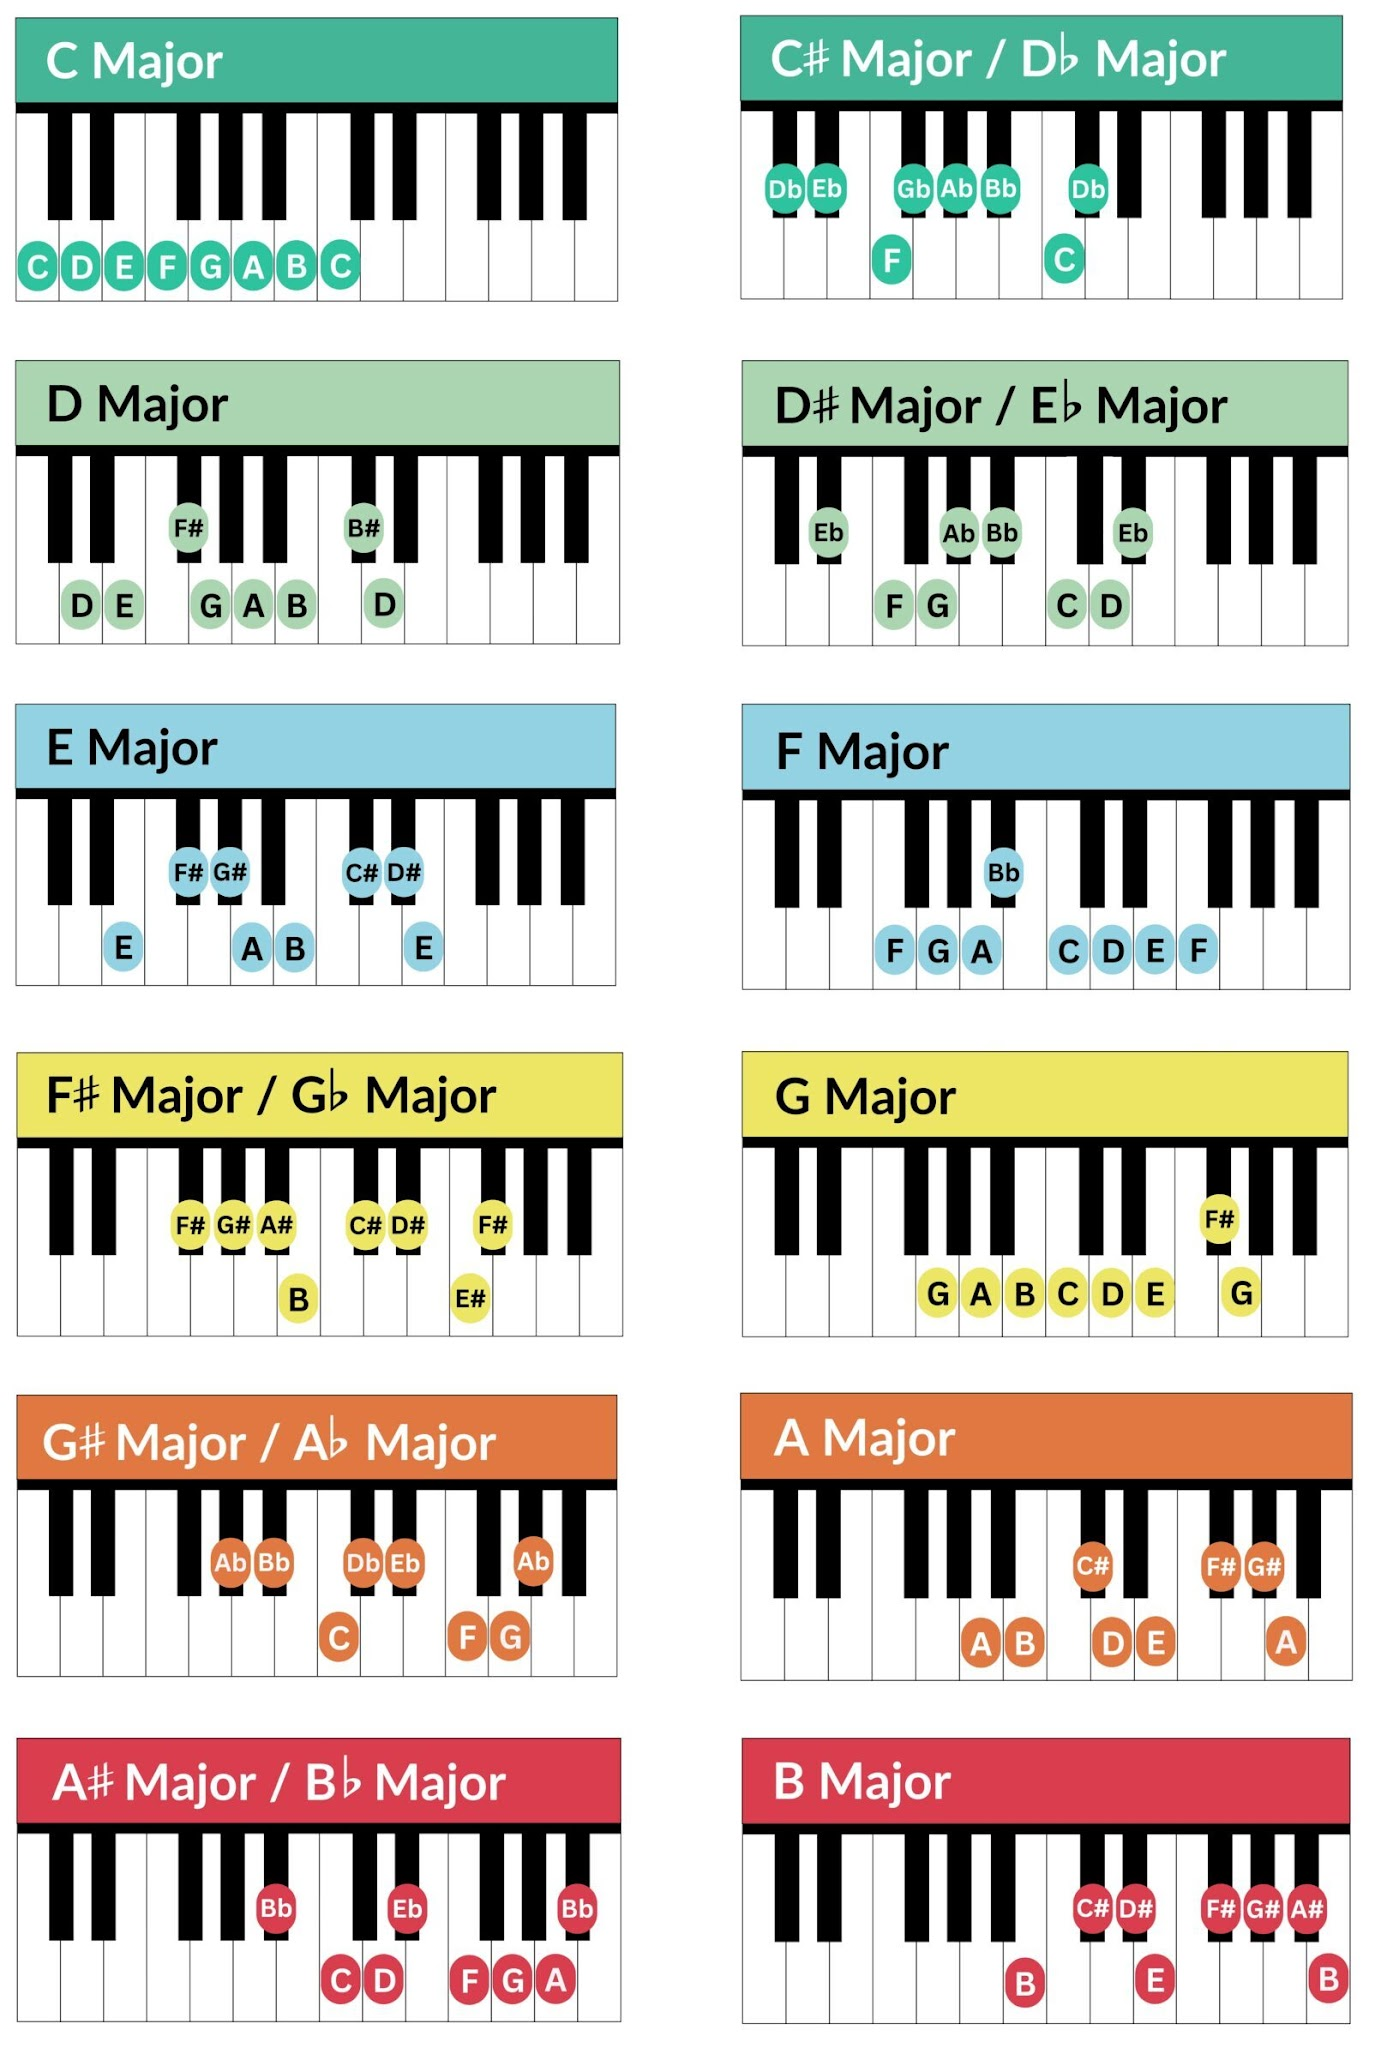 C Major
C D E F G A B C
C♯ Major / D♭ Major
Db Eb Gb Ab Bb Db
F C
D Major
F# B#
D E G A B D
D♯ Major / E♭ Major
Eb Ab Bb Eb
F G C D
E Major
F# G# C# D#
E A B E
F Major
Bb
F G A C D E F
F♯ Major / G♭ Major
F# G# A# C# D# F#
B E#
G Major
F#
G A B C D E G
G♯ Major / A♭ Major
Ab Bb Db Eb Ab
C F G
A Major
C# F# G#
A B D E A
A♯ Major / B♭ Major
Bb Eb Bb
C D F G A
B Major
C# D# F# G# A#
B E B